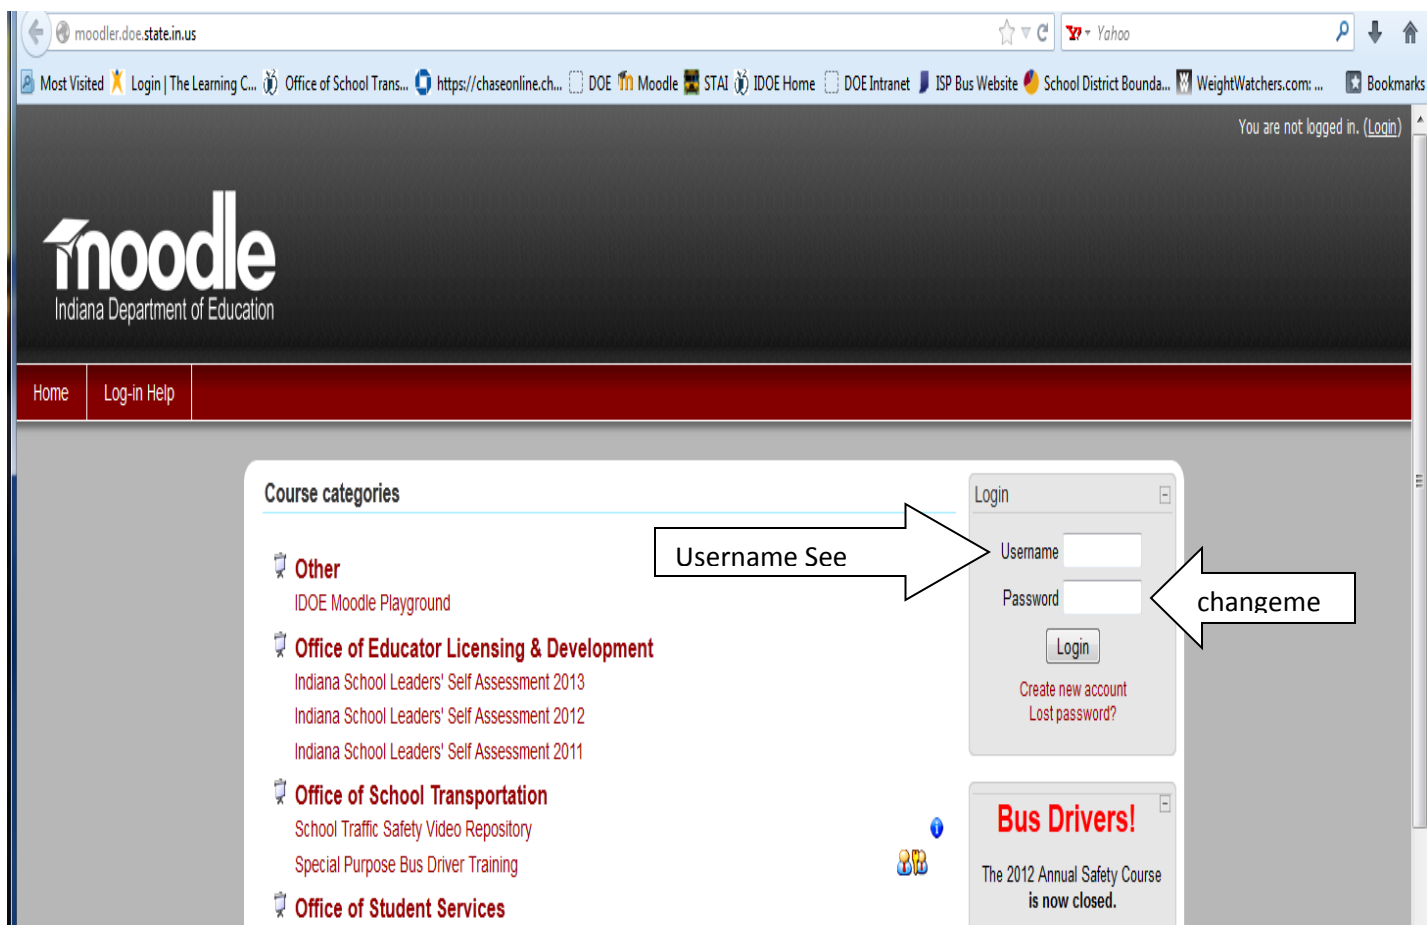 moodler.doe.state.in.us
Yahoo
Most Visited Login | The Learning C... Office of School Trans... https://chaseonline.ch... DOE Moodle STAI IDOE Home DOE Intranet ISP Bus Website School District Bounda... WeightWatchers.com: ... Bookmarks
You are not logged in. (Login)
moodle
Indiana Department of Education
Home Log-in Help
Course categories
Other
IDOE Moodle Playground
Office of Educator Licensing & Development
Indiana School Leaders' Self Assessment 2013
Indiana School Leaders' Self Assessment 2012
Indiana School Leaders' Self Assessment 2011
Office of School Transportation
School Traffic Safety Video Repository
Special Purpose Bus Driver Training
Office of Student Services
Login
Username See
Username
Password
changeme
Login
Create new account
Lost password?
Bus Drivers!
The 2012 Annual Safety Course
is now closed.